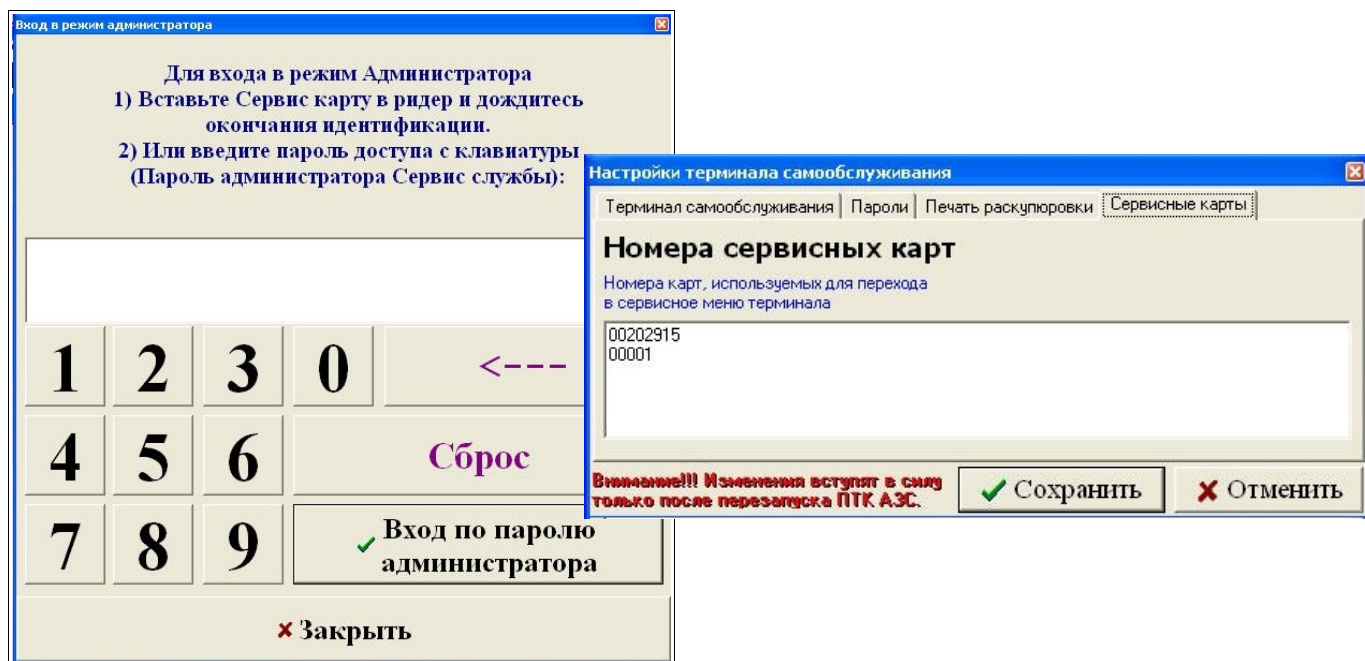 Вход в режим администратора
Для входа в режим Администратора
1) Вставьте Сервис карту в ридер и дождитесь
окончания идентификации.
2) Или введите пароль доступа с клавиатуры
(Пароль администратора Сервис службы):
1 2 3 0 <---
4 5 6 Сброс
7 8 9 Вход по паролю
администратора
Закрыть
Настройки терминала самообслуживания
Терминал самообслуживания Пароли Печать раскупюровки Сервисные карты
Номера сервисных карт
Номера карт, используемых для перехода
в сервисное меню терминала
00202915
00001
Внимание!!! Изменения вступят в силу
только после перезапуска ПТК АЗС.
Сохранить Отменить